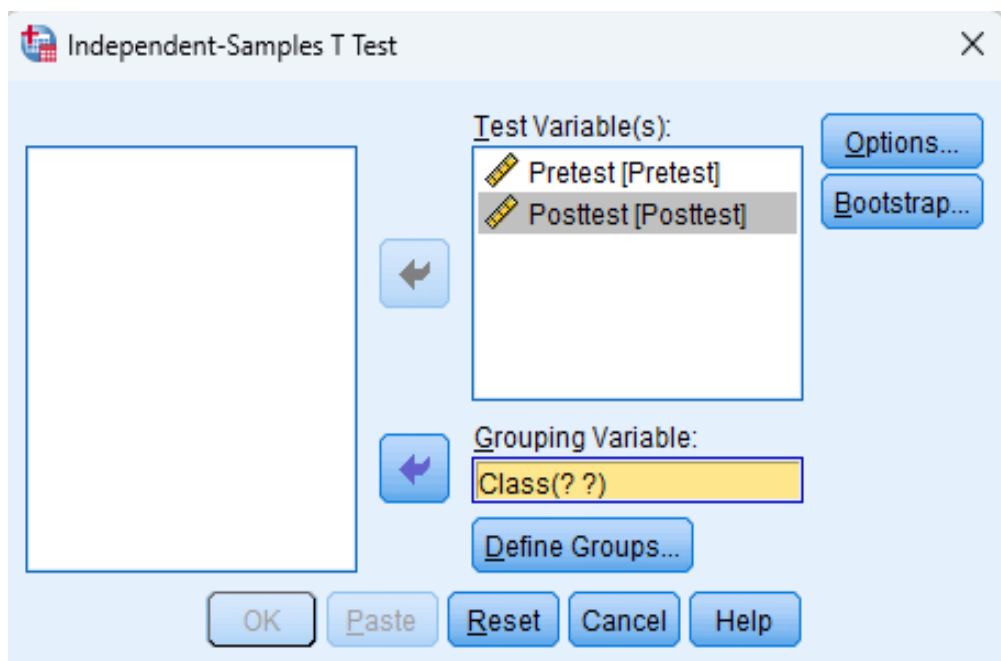 Independent-Samples T Test
Test Variable(s):
Pretest [Pretest]
Posttest [Posttest]
Options...
Bootstrap...
Grouping Variable:
Class(? ?)
Define Groups...
OK Paste Reset Cancel Help